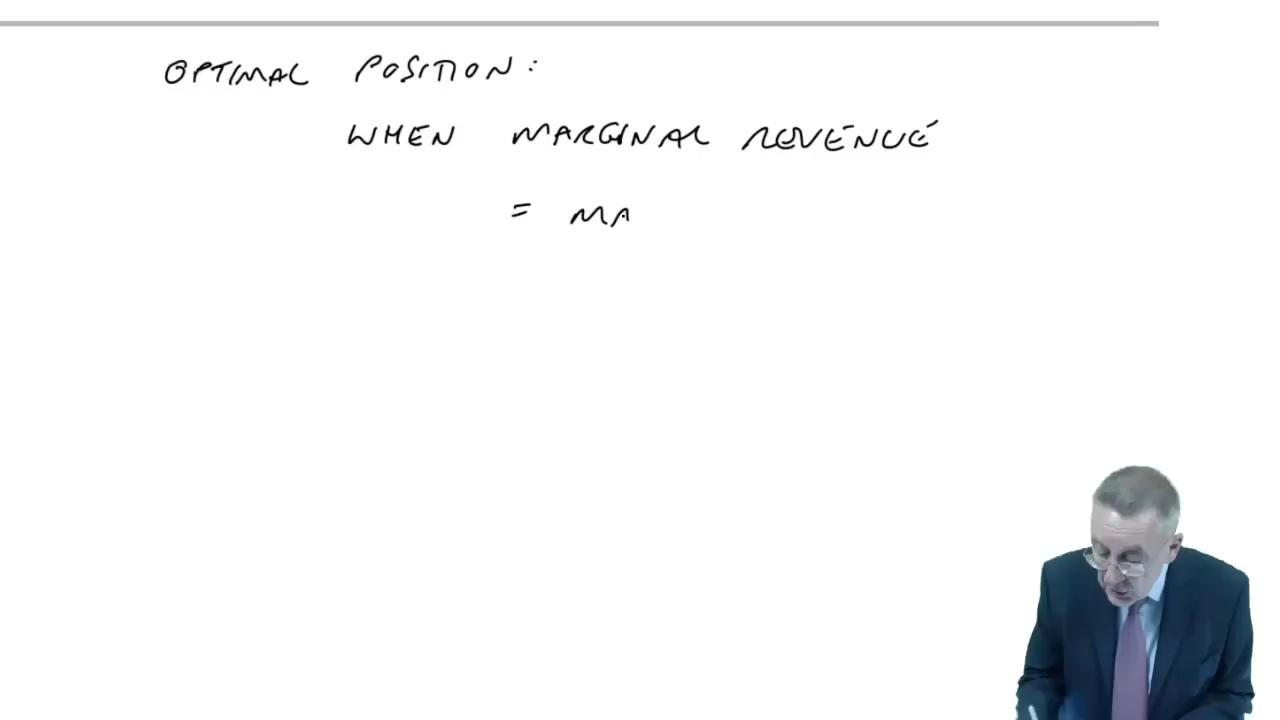 OPTIMAL POSITION:
WHEN MARGINAL REVENUE
= MA